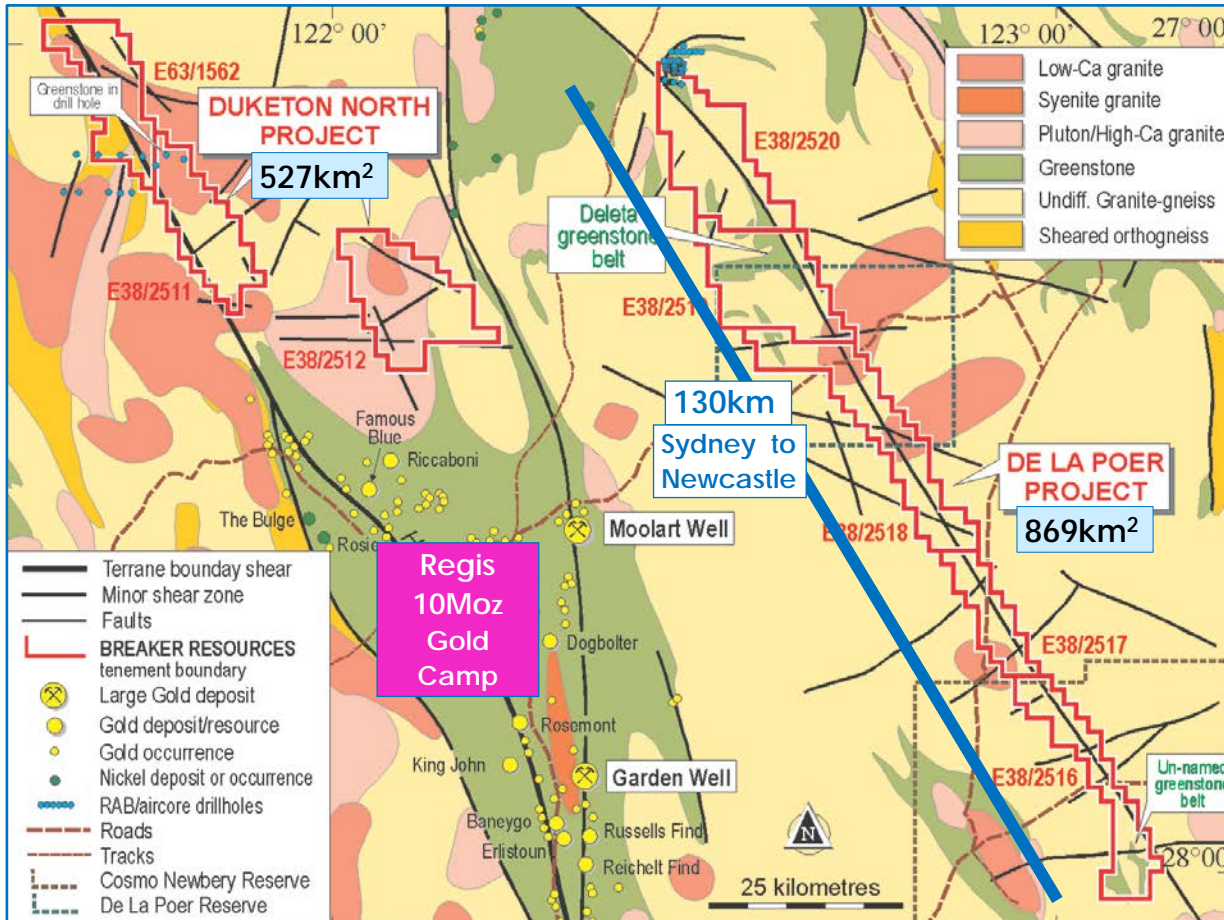 122° 00'
123° 00'
27° 00'
E63/1562
Greenstone in
drill hole
DUKETON NORTH
PROJECT
527km²
E38/2511
E38/2512
E38/2520
Deleta
greenstone
belt
Low-Ca granite
Syenite granite
Pluton/High-Ca granite
Greenstone
Undiff. Granite-gneiss
Sheared orthogneiss
130km
Sydney to
Newcastle
DE LA POER
PROJECT
869km²
E38/2518
E38/2517
E38/2516
Un-named
greenstone
belt
28° 00'
Famous
Blue
Riccaboni
The Bulge
Moolart Well
Regis
10Moz
Gold
Camp
Dogbolter
Rosemont
King John
Garden Well
Baneygo
Erlistoun
Russells Find
Reichelt Find
N
25 kilometres
Terrane bounday shear
Minor shear zone
Faults
BREAKER RESOURCES
tenement boundary
Large Gold deposit
Gold deposit/resource
Gold occurrence
Nickel deposit or occurrence
RAB/aircore drillholes
Roads
Tracks
Cosmo Newbery Reserve
De La Poer Reserve